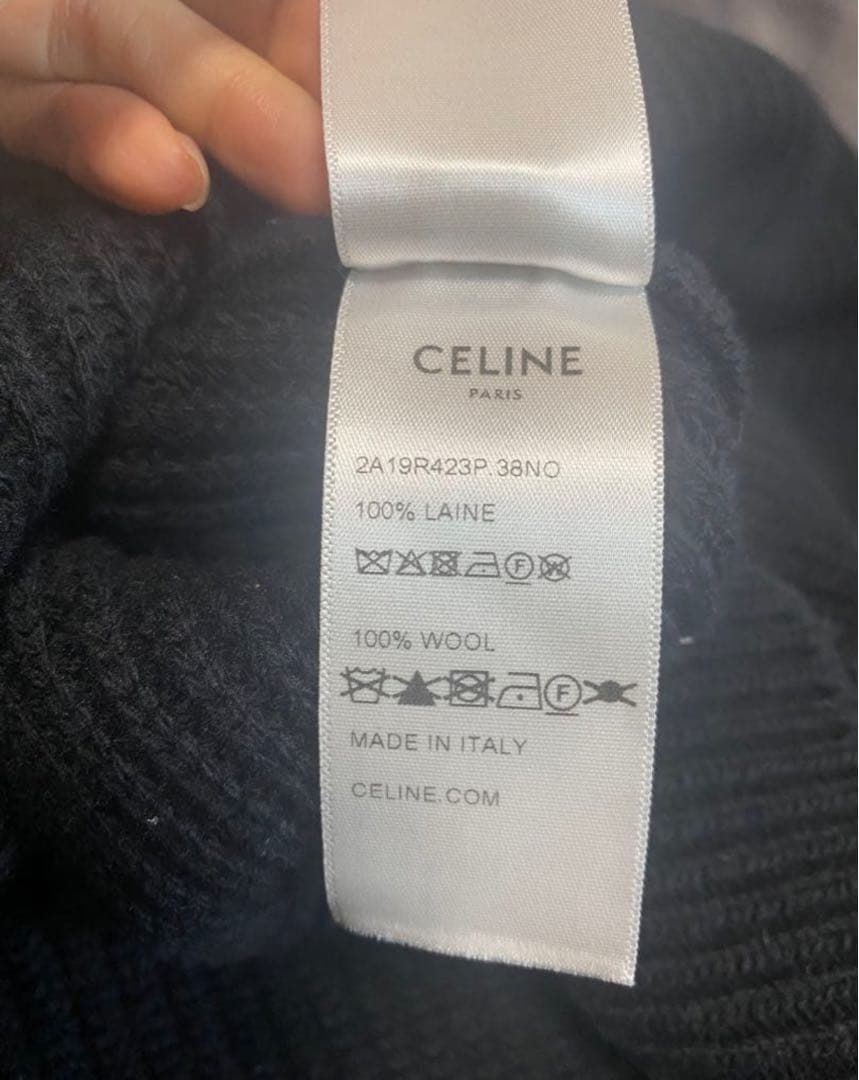 CELINE
PARIS
2A19R423P.38NO
100% LAINE
F W
100% WOOL
F
MADE IN ITALY
CELINE.COM